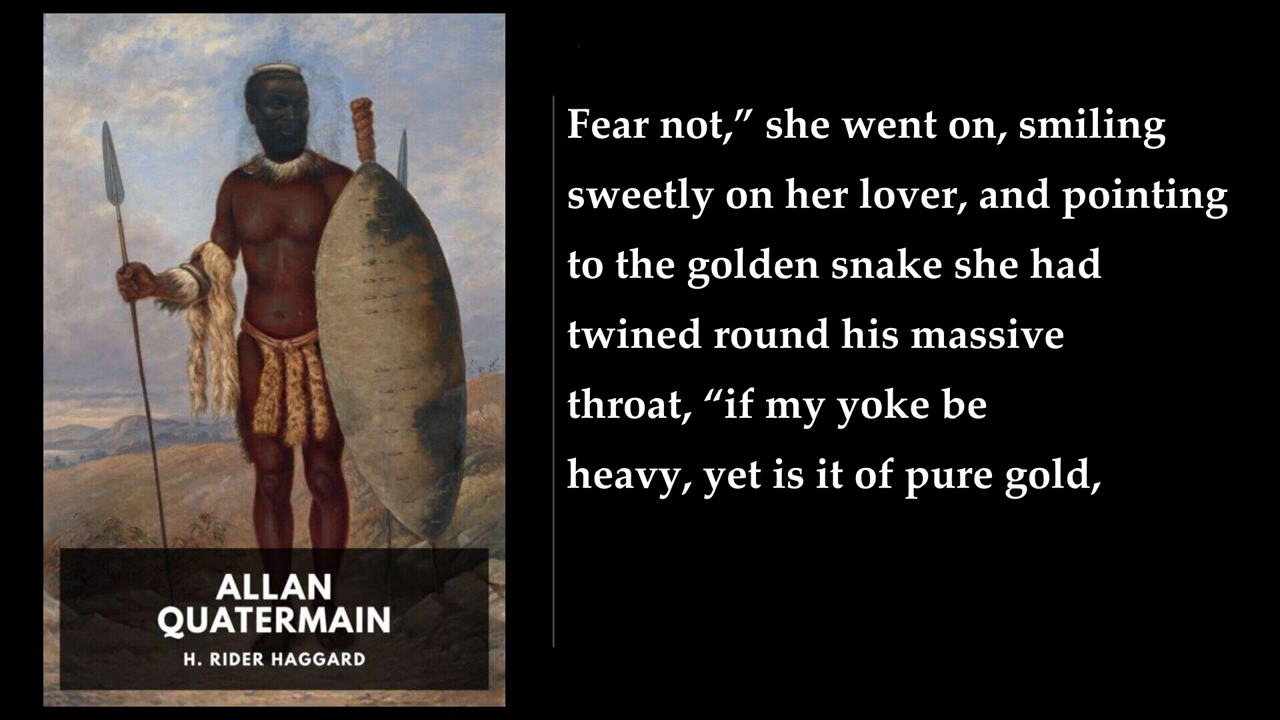 ALLAN
QUATERMAIN
H. RIDER HAGGARD
Fear not,” she went on, smiling
sweetly on her lover, and pointing
to the golden snake she had
twined round his massive
throat, “if my yoke be
heavy, yet is it of pure gold,